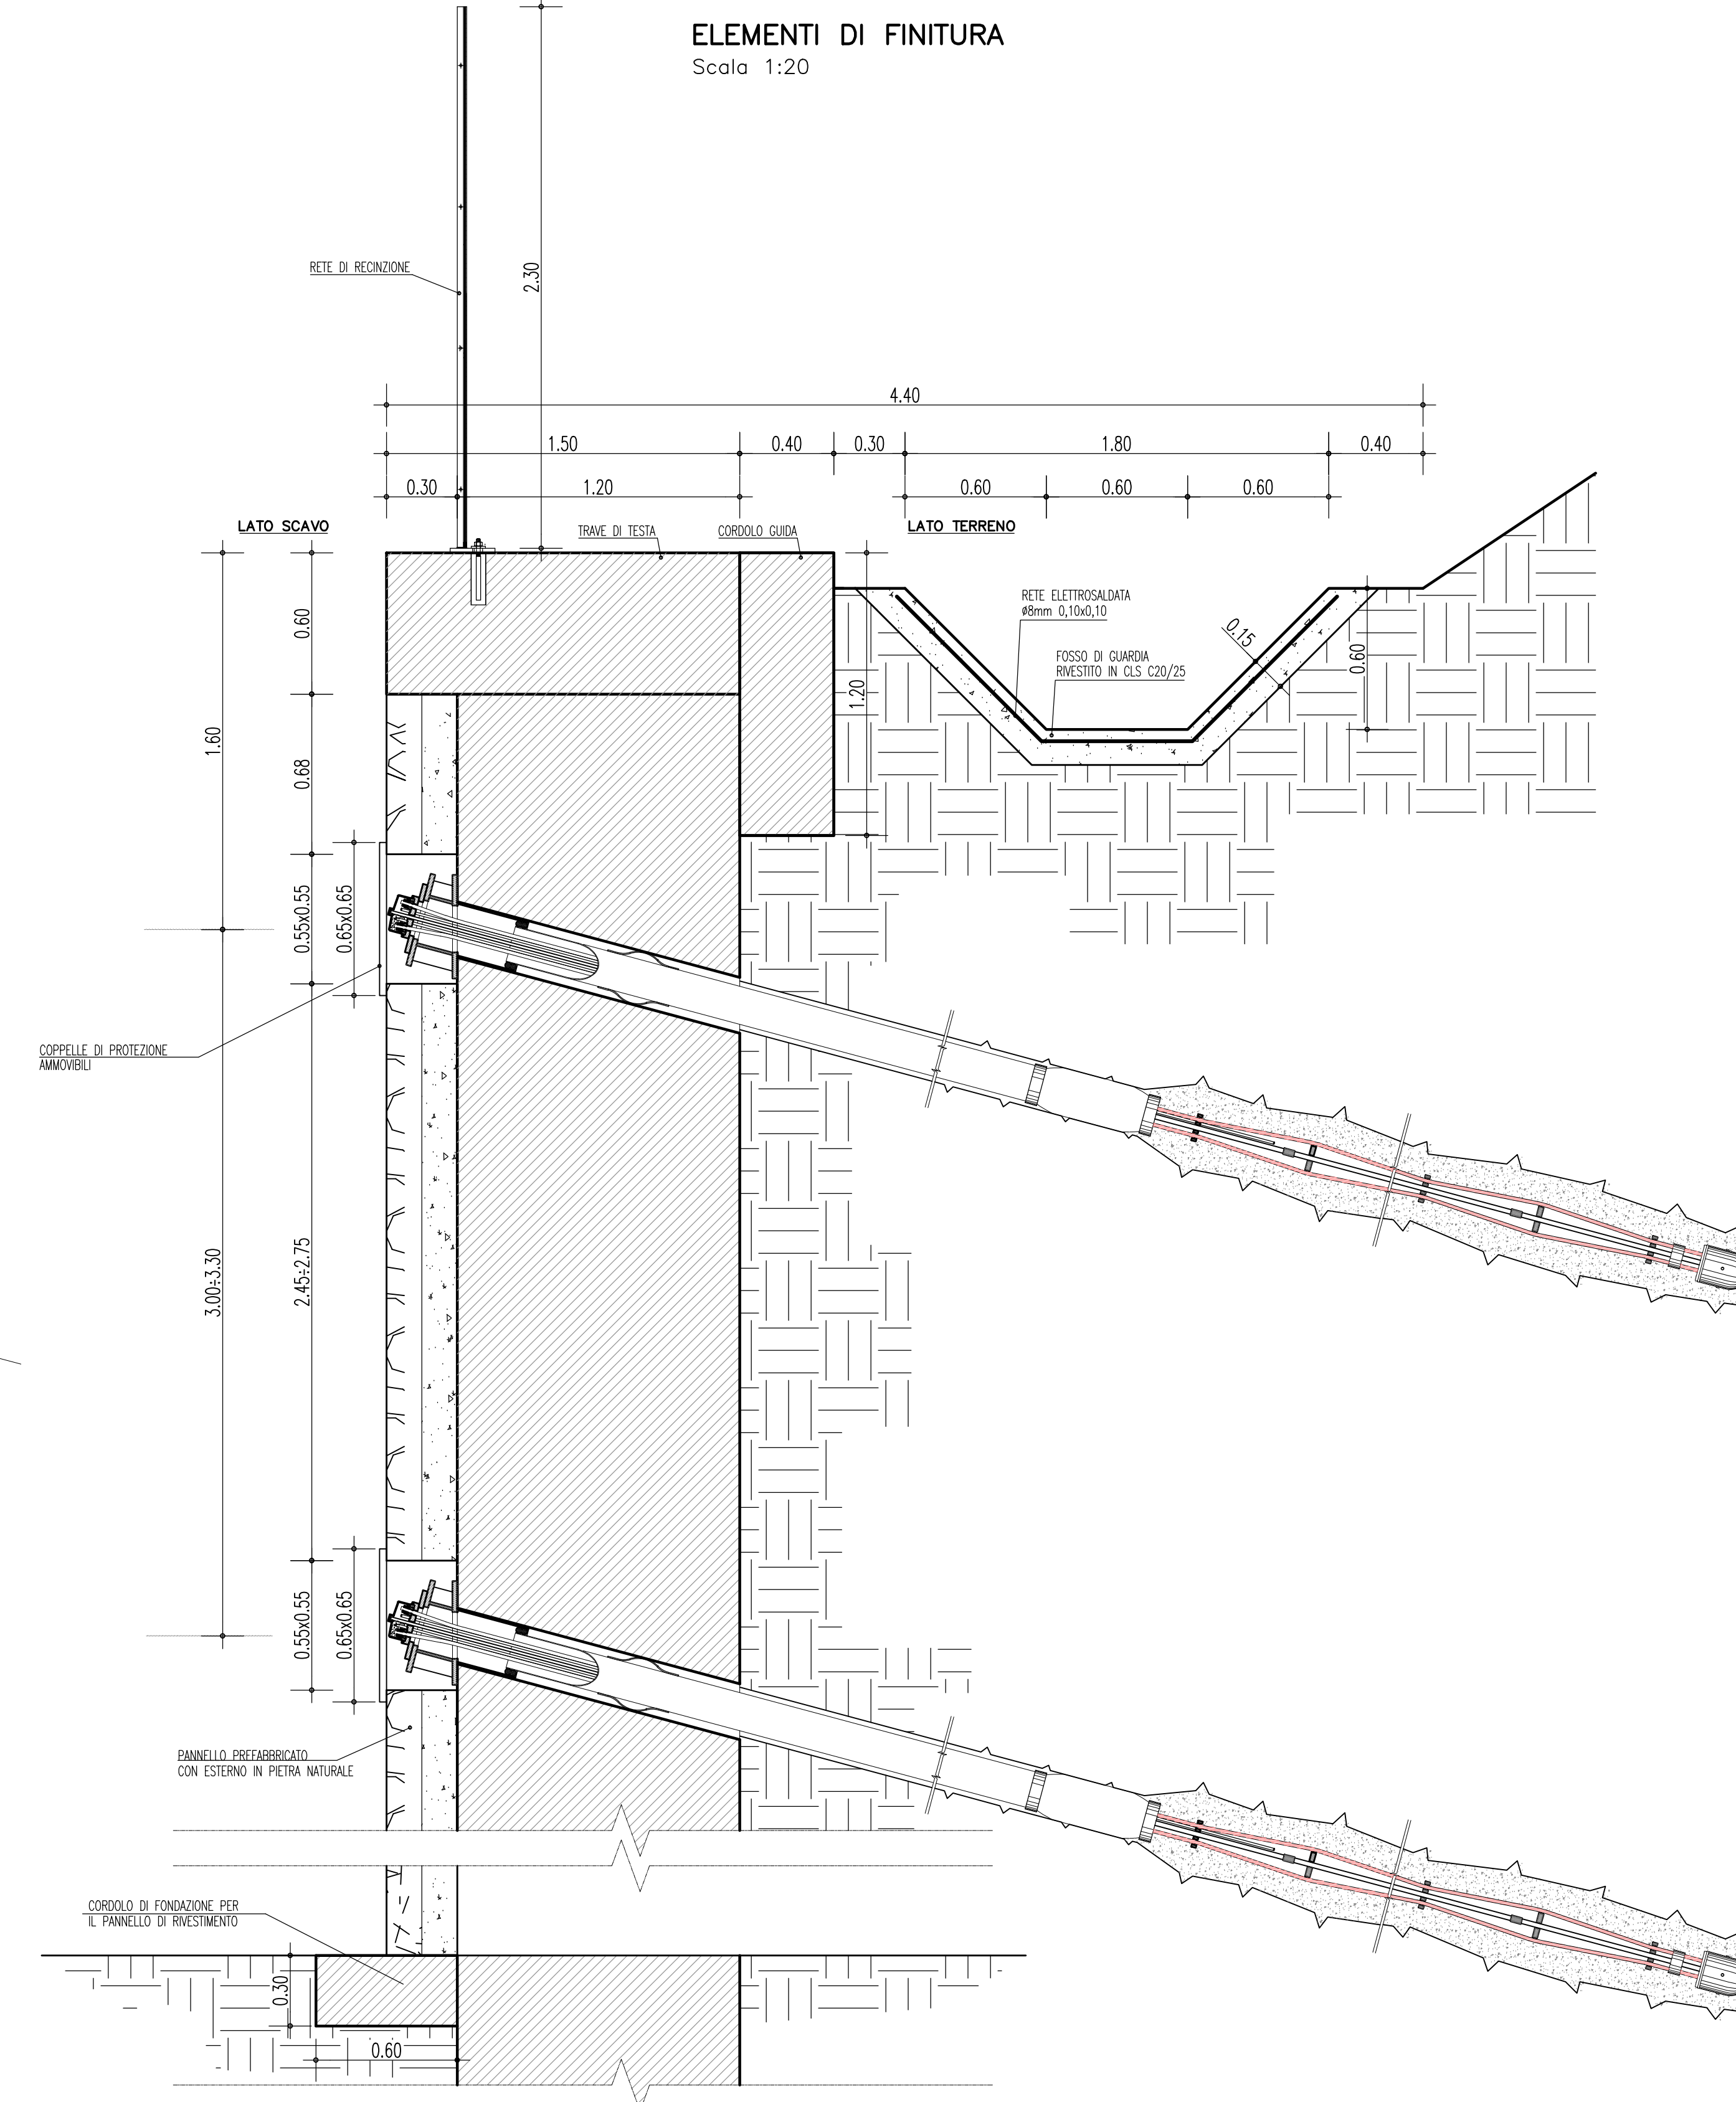 ELEMENTI DI FINITURA
Scala 1:20
2.30
RETE DI RECINZIONE
4.40
1.50
0.40
0.30
1.80
0.40
0.30
1.20
0.60
0.60
0.60
LATO SCAVO
TRAVE DI TESTA
CORDOLO GUIDA
LATO TERRENO
RETE ELETTROSALDATA
ø8mm 0,10x0,10
0.60
0.15
FOSSO DI GUARDIA
RIVESTITO IN CLS C20/25
0.60
1.20
1.60
0.68
0.55x0.55
0.65x0.65
COPPELLE DI PROTEZIONE
AMMOVIBILI
3.00÷3.30
2.45÷2.75
0.55x0.55
0.65x0.65
PANNELLO PREFABBRICATO
CON ESTERNO IN PIETRA NATURALE
CORDOLO DI FONDAZIONE PER
IL PANNELLO DI RIVESTIMENTO
0.30
0.60